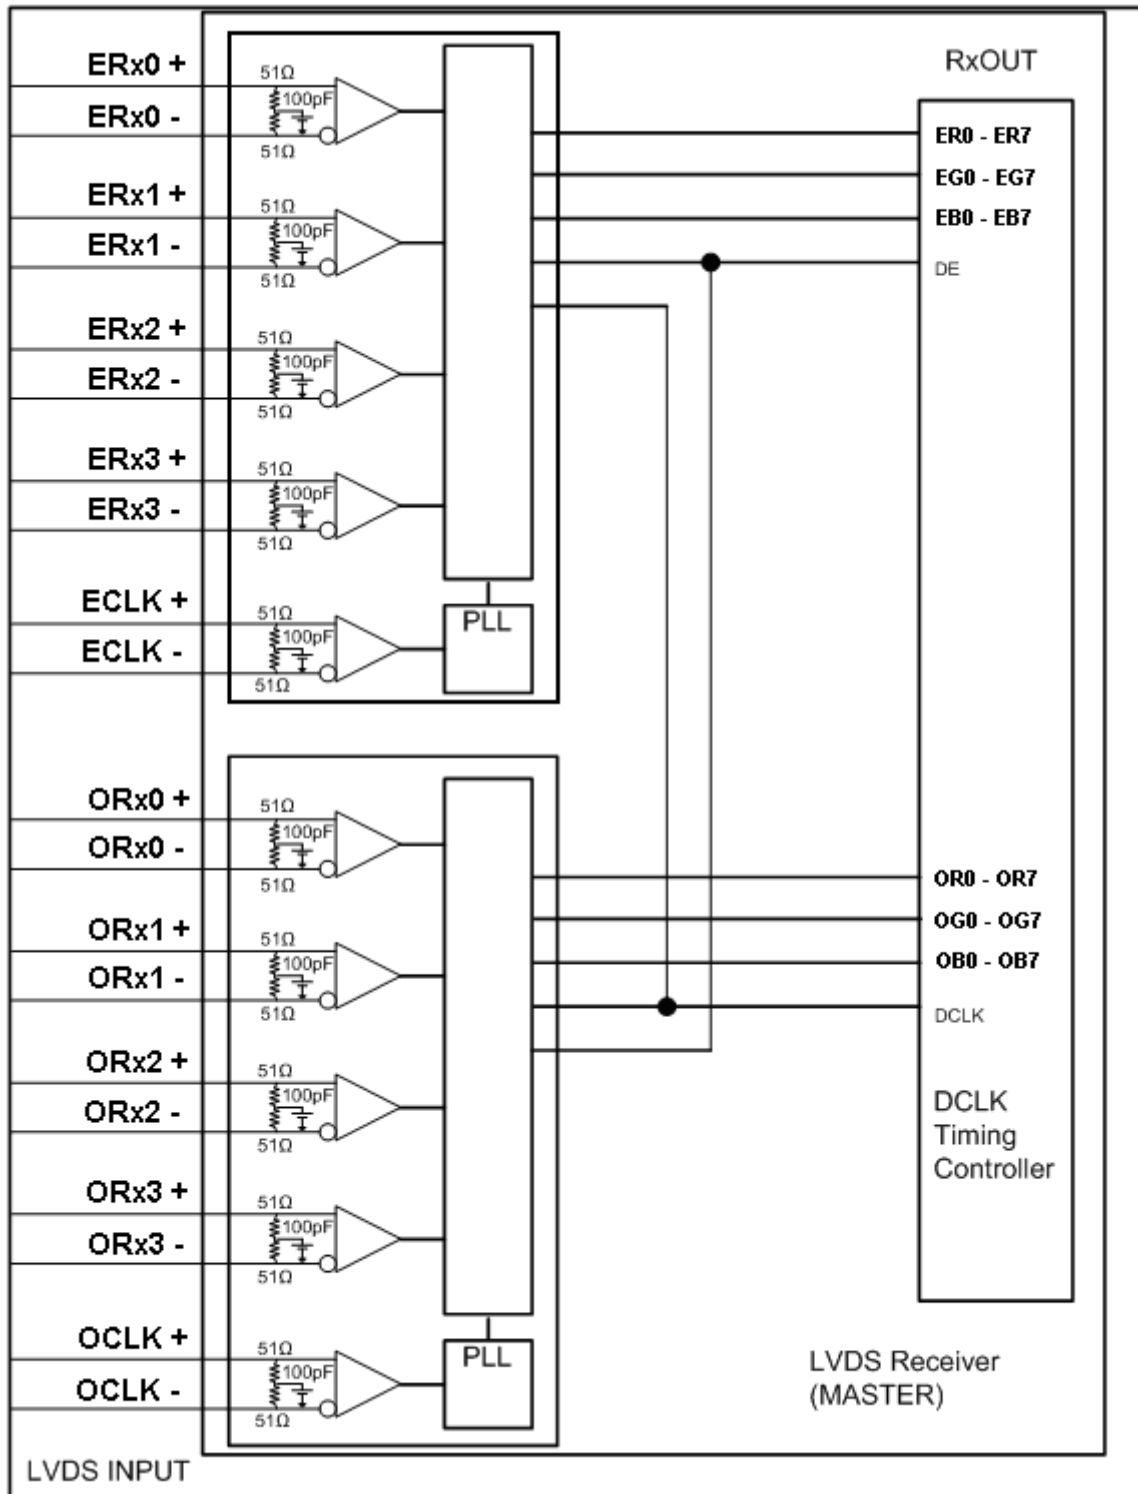 RxOUT
ERx0 +
51Ω
100pF
ERx0 -
51Ω
ER0 - ER7
EG0 - EG7
ERx1 +
51Ω
EB0 - EB7
100pF
ERx1 -
51Ω
DE
ERx2 +
51Ω
100pF
ERx2 -
51Ω
ERx3 +
51Ω
100pF
ERx3 -
51Ω
ECLK +
51Ω
PLL
100pF
ECLK -
51Ω
ORx0 +
51Ω
100pF
ORx0 -
51Ω
OR0 - OR7
OG0 - OG7
ORx1 +
51Ω
OB0 - OB7
100pF
ORx1 -
51Ω
DCLK
ORx2 +
51Ω
100pF
ORx2 -
51Ω
DCLK
Timing
Controller
ORx3 +
51Ω
100pF
ORx3 -
51Ω
OCLK +
51Ω
PLL
100pF
OCLK -
51Ω
LVDS Receiver
(MASTER)
LVDS INPUT